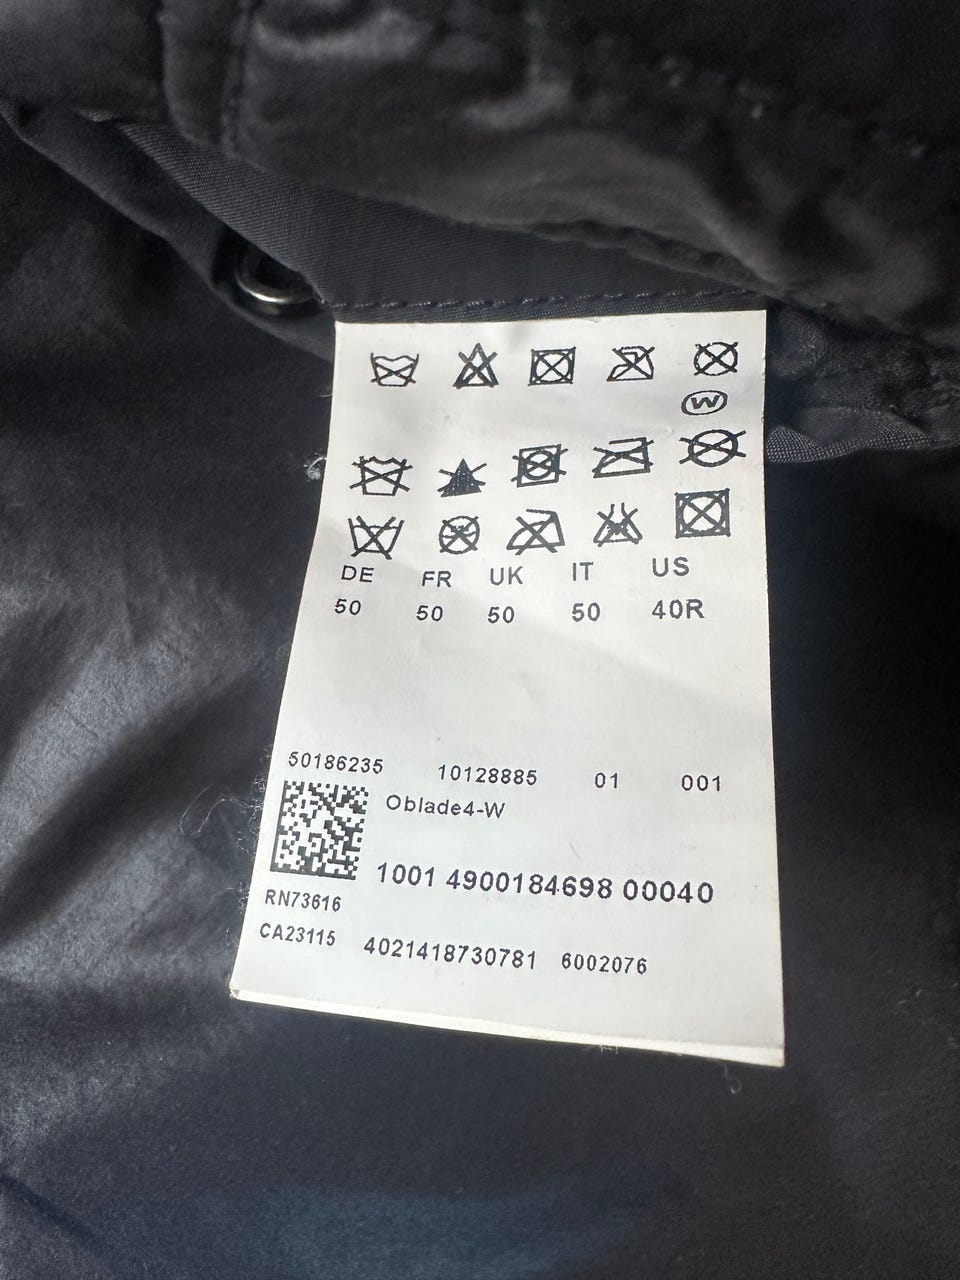 W
DE FR UK IT US
50 50 50 50 40R
50186235 10128885 01 001
Oblade4-W
1001 4900184698 00040
RN73616
CA23115 4021418730781 6002076